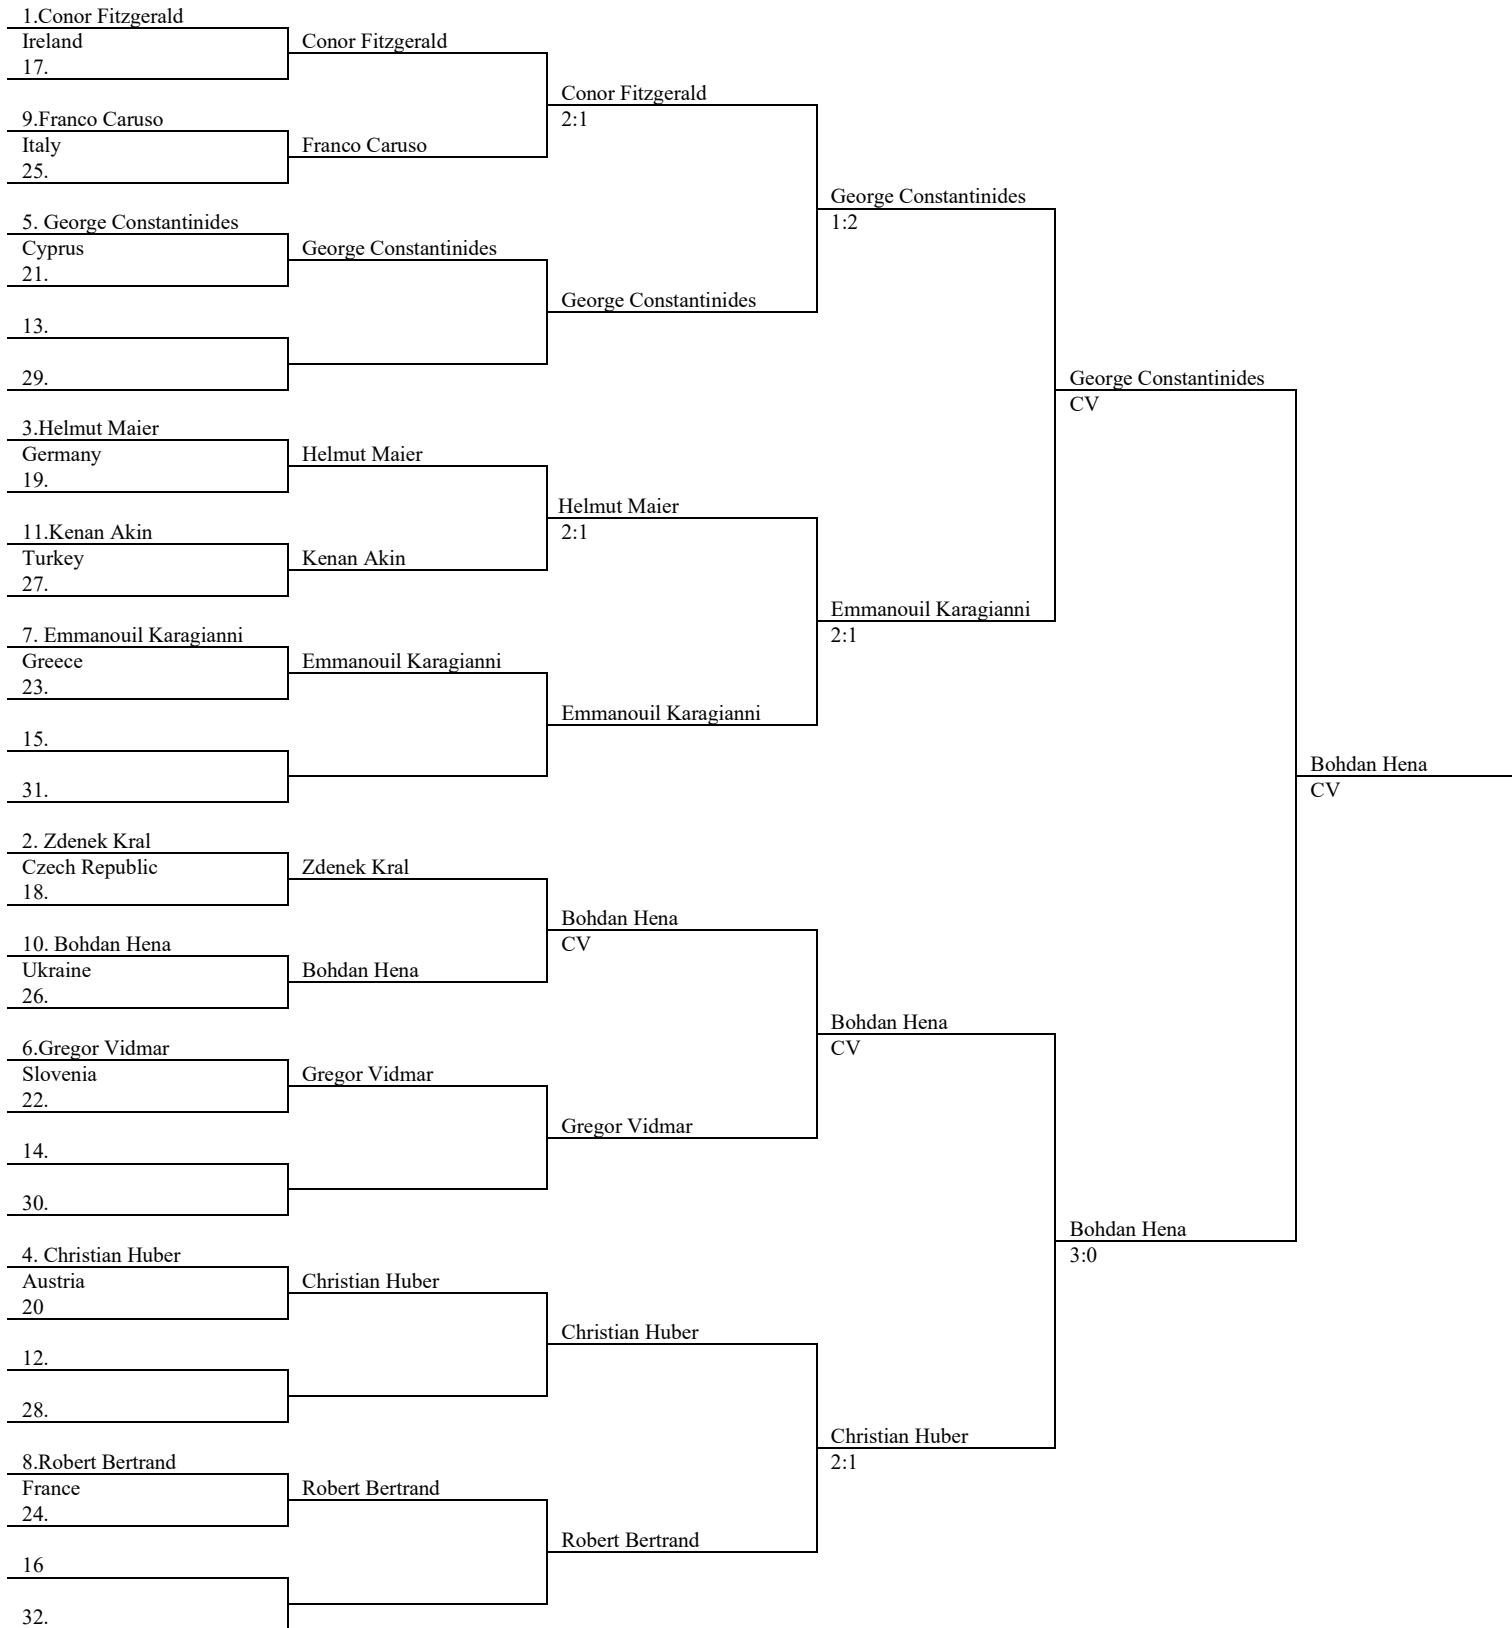 1.Conor Fitzgerald
Ireland
17.
9.Franco Caruso
Italy
25.
5. George Constantinides
Cyprus
21.
13.
29.
3.Helmut Maier
Germany
19.
11.Kenan Akin
Turkey
27.
7. Emmanouil Karagianni
Greece
23.
15.
31.
2. Zdenek Kral
Czech Republic
18.
10. Bohdan Hena
Ukraine
26.
6.Gregor Vidmar
Slovenia
22.
14.
30.
4. Christian Huber
Austria
20
12.
28.
8.Robert Bertrand
France
24.
16
32.
Conor Fitzgerald
Franco Caruso
George Constantinides
Helmut Maier
Kenan Akin
Emmanouil Karagianni
Zdenek Kral
Bohdan Hena
Gregor Vidmar
Christian Huber
Robert Bertrand
Conor Fitzgerald
2:1
George Constantinides
Helmut Maier
2:1
Emmanouil Karagianni
Bohdan Hena
CV
Gregor Vidmar
Christian Huber
Robert Bertrand
George Constantinides
1:2
Emmanouil Karagianni
2:1
Bohdan Hena
CV
Christian Huber
2:1
George Constantinides
CV
Bohdan Hena
3:0
Bohdan Hena
CV